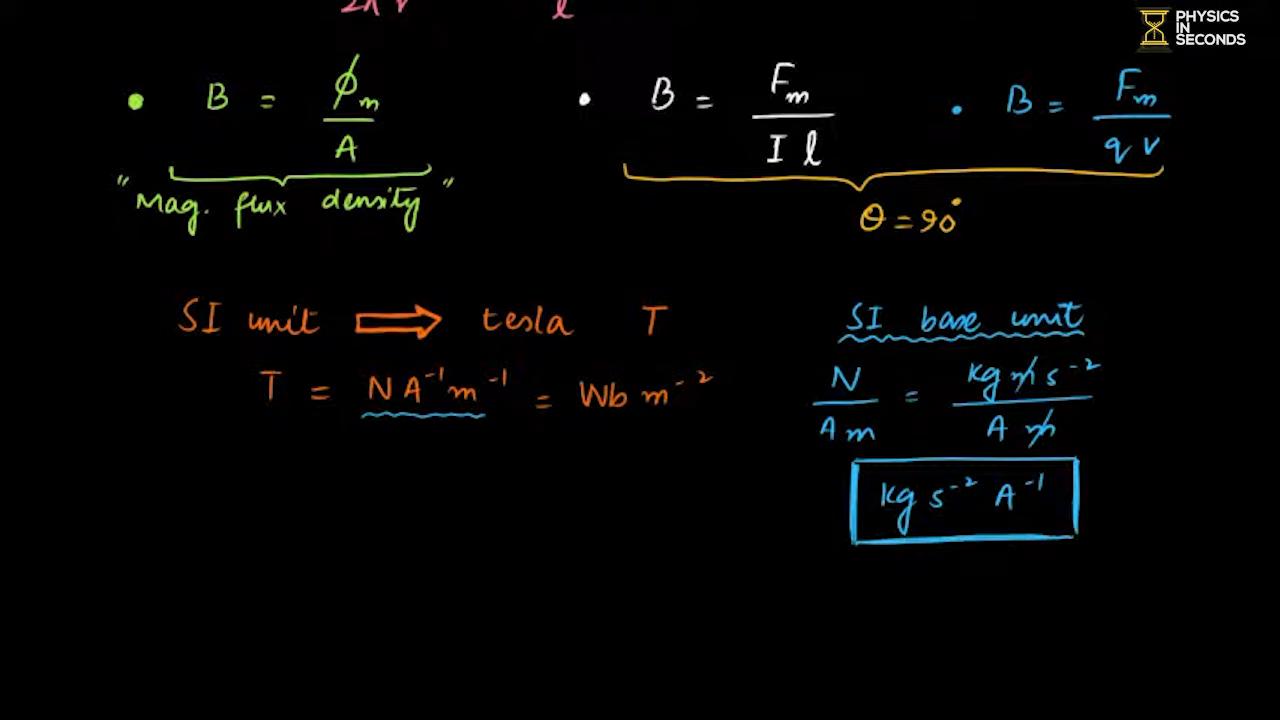 PHYSICS
IN
SECONDS
2π r
l
• B = ϕm / A
• B = Fm / I l
• B = Fm / q v
"Mag. flux density"
θ = 90°
SI unit ⇒ tesla T
T = N A⁻¹ m⁻¹ = Wb m⁻²
SI base unit
N / A m = kg m s⁻² / A m
kg s⁻² A⁻¹